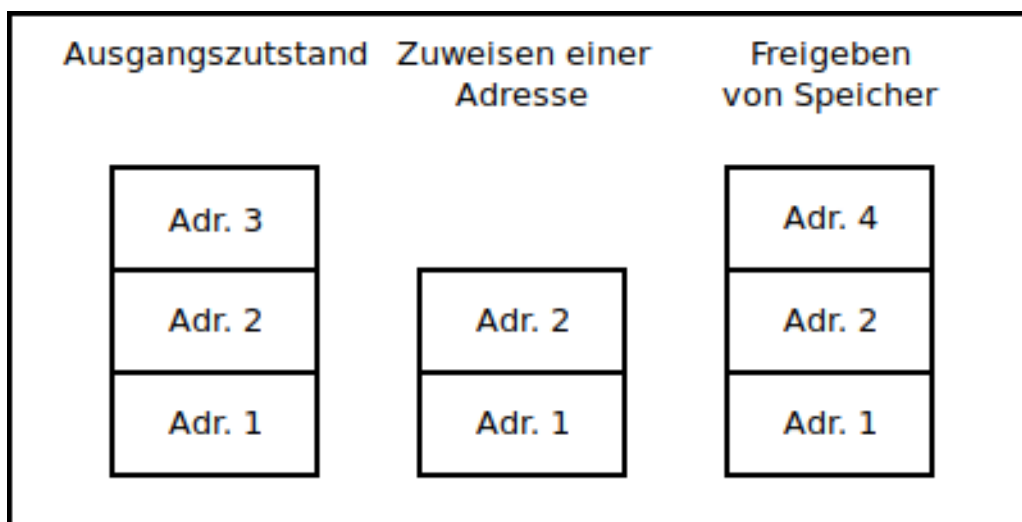 Ausgangszutstand
Zuweisen einer
Adresse
Freigeben
von Speicher
Adr. 3
Adr. 2
Adr. 1
Adr. 2
Adr. 1
Adr. 4
Adr. 2
Adr. 1